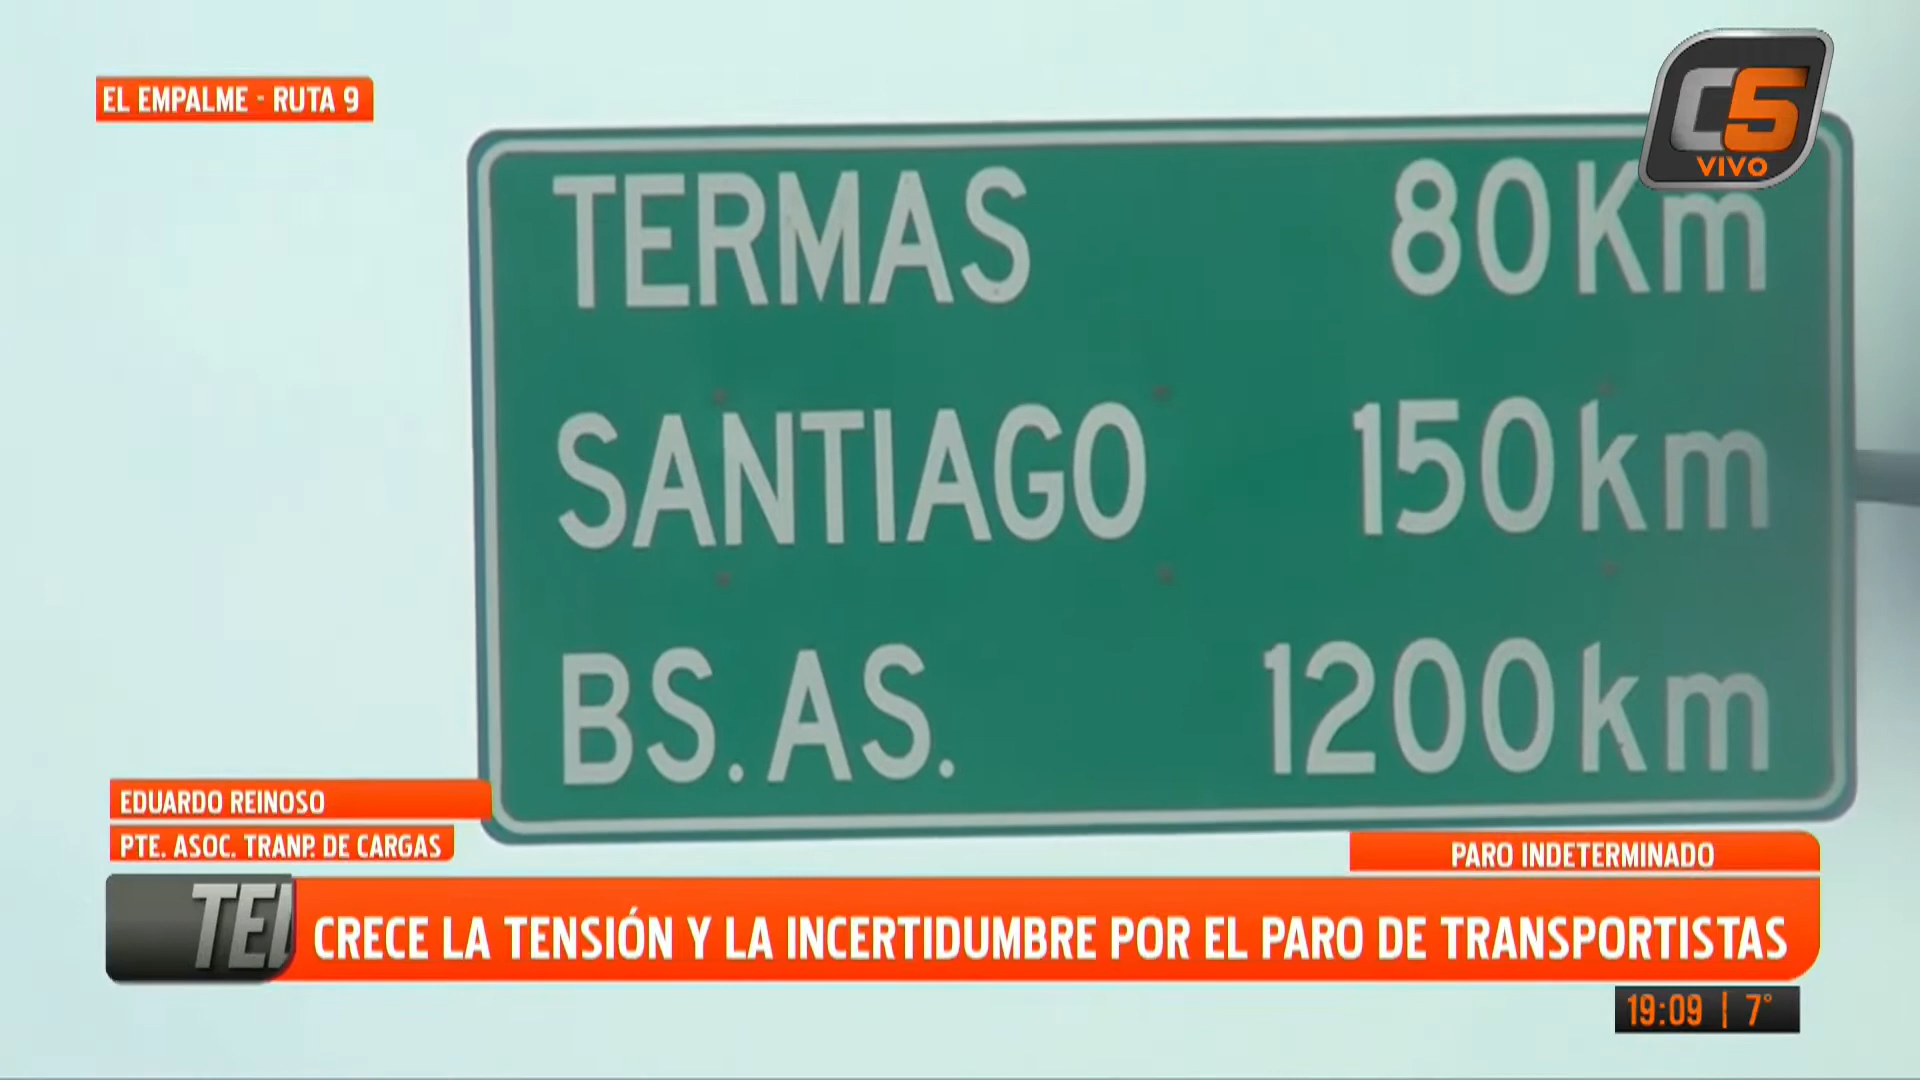 EL EMPALME - RUTA 9
C5
VIVO
TERMAS 80Km
SANTIAGO 150km
BS. AS. 1200km
EDUARDO REINOSO
PTE. ASOC. TRANP. DE CARGAS
PARO INDETERMINADO
CRECE LA TENSIÓN Y LA INCERTIDUMBRE POR EL PARO DE TRANSPORTISTAS
19:09 | 7°